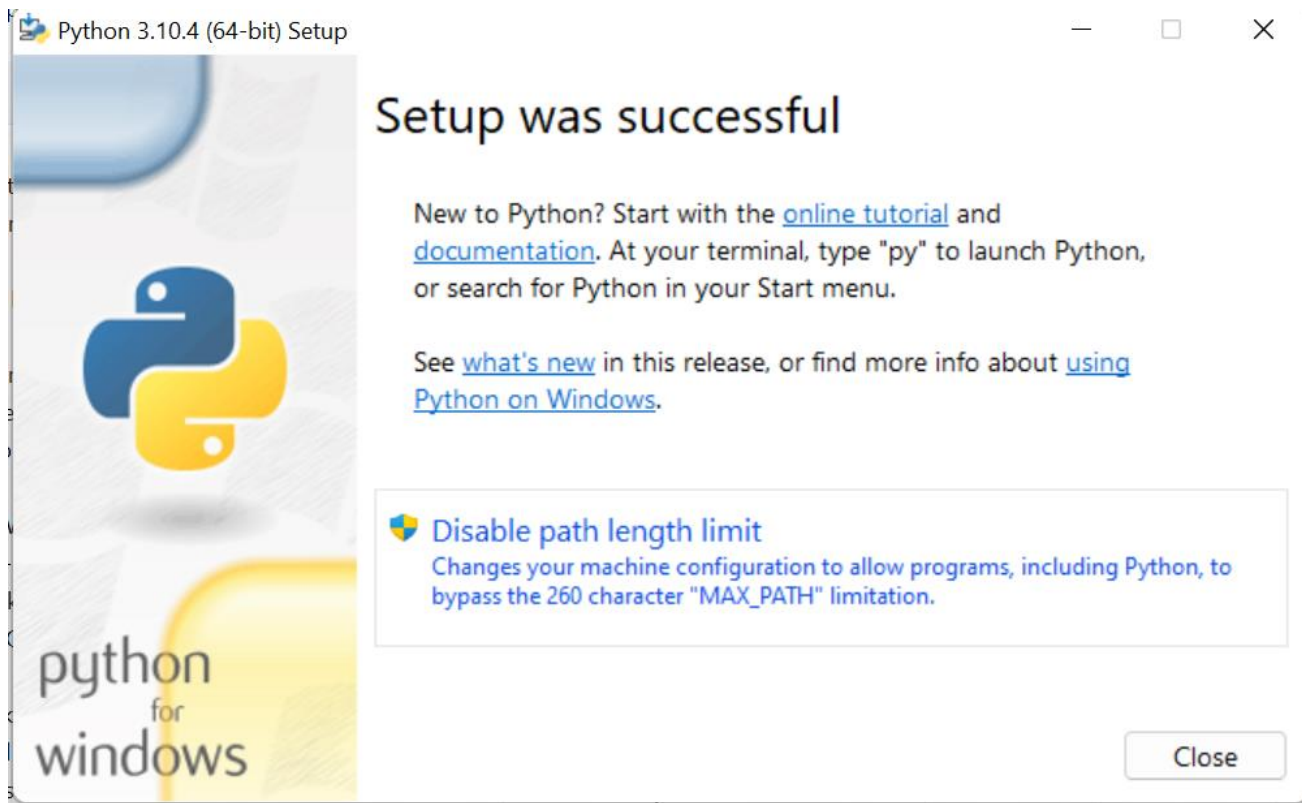 Python 3.10.4 (64-bit) Setup
Setup was successful
New to Python? Start with the online tutorial and
documentation. At your terminal, type "py" to launch Python,
or search for Python in your Start menu.
See what's new in this release, or find more info about using
Python on Windows.
Disable path length limit
Changes your machine configuration to allow programs, including Python, to
bypass the 260 character "MAX_PATH" limitation.
python
for
windows
Close